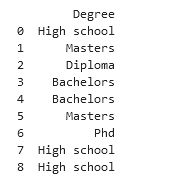 Degree
0 High school
1 Masters
2 Diploma
3 Bachelors
4 Bachelors
5 Masters
6 Phd
7 High school
8 High school